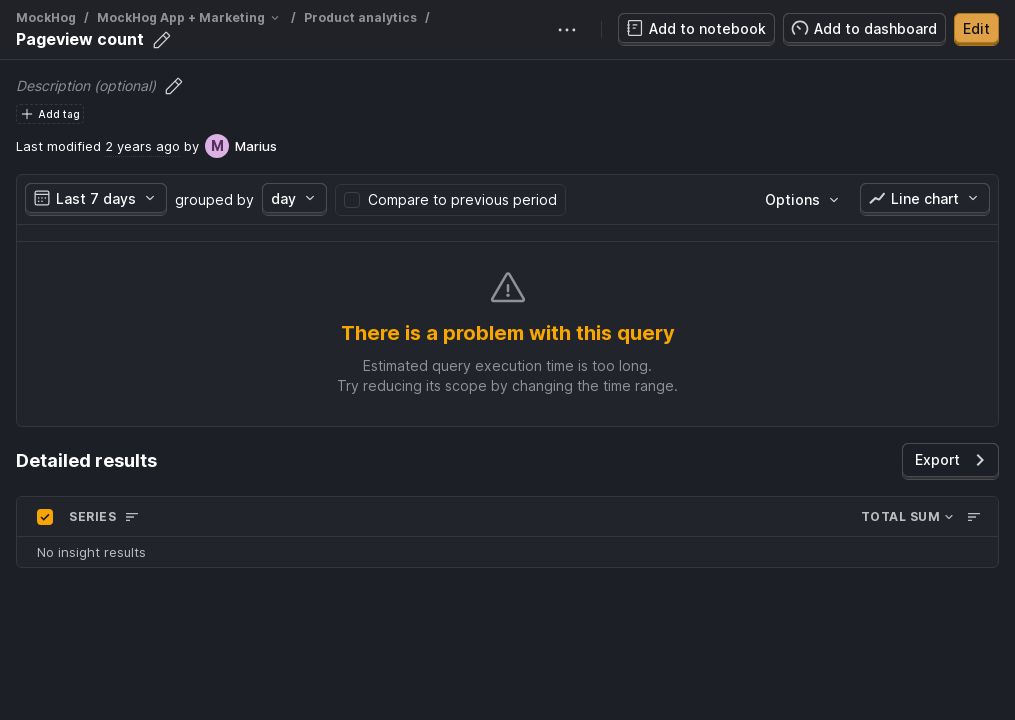 MockHog / MockHog App + Marketing / Product analytics /
Pageview count
Add to notebook
Add to dashboard
Edit
Description (optional)
Add tag
Last modified 2 years ago by M Marius
Last 7 days grouped by day Compare to previous period Options Line chart
There is a problem with this query
Estimated query execution time is too long.
Try reducing its scope by changing the time range.
Detailed results
Export
SERIES TOTAL SUM
No insight results